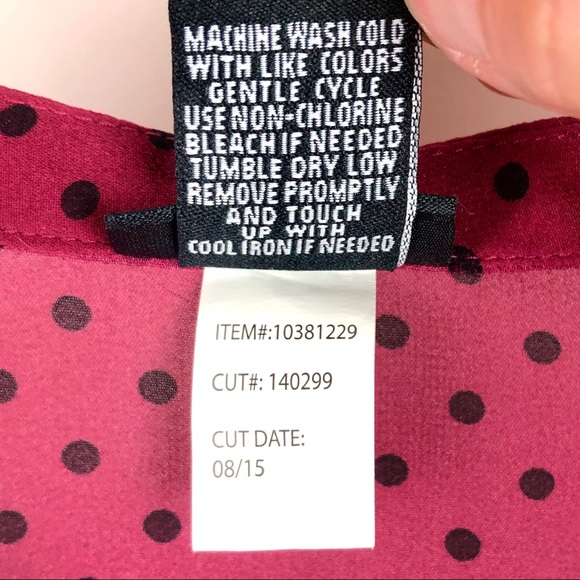 MACHINE WASH COLD
WITH LIKE COLORS
GENTLE CYCLE
USE NON-CHLORINE
BLEACH IF NEEDED
TUMBLE DRY LOW
REMOVE PROMPTLY
AND TOUCH
UP WITH
COOL IRON IF NEEDED
ITEM#:10381229
CUT#: 140299
CUT DATE:
08/15